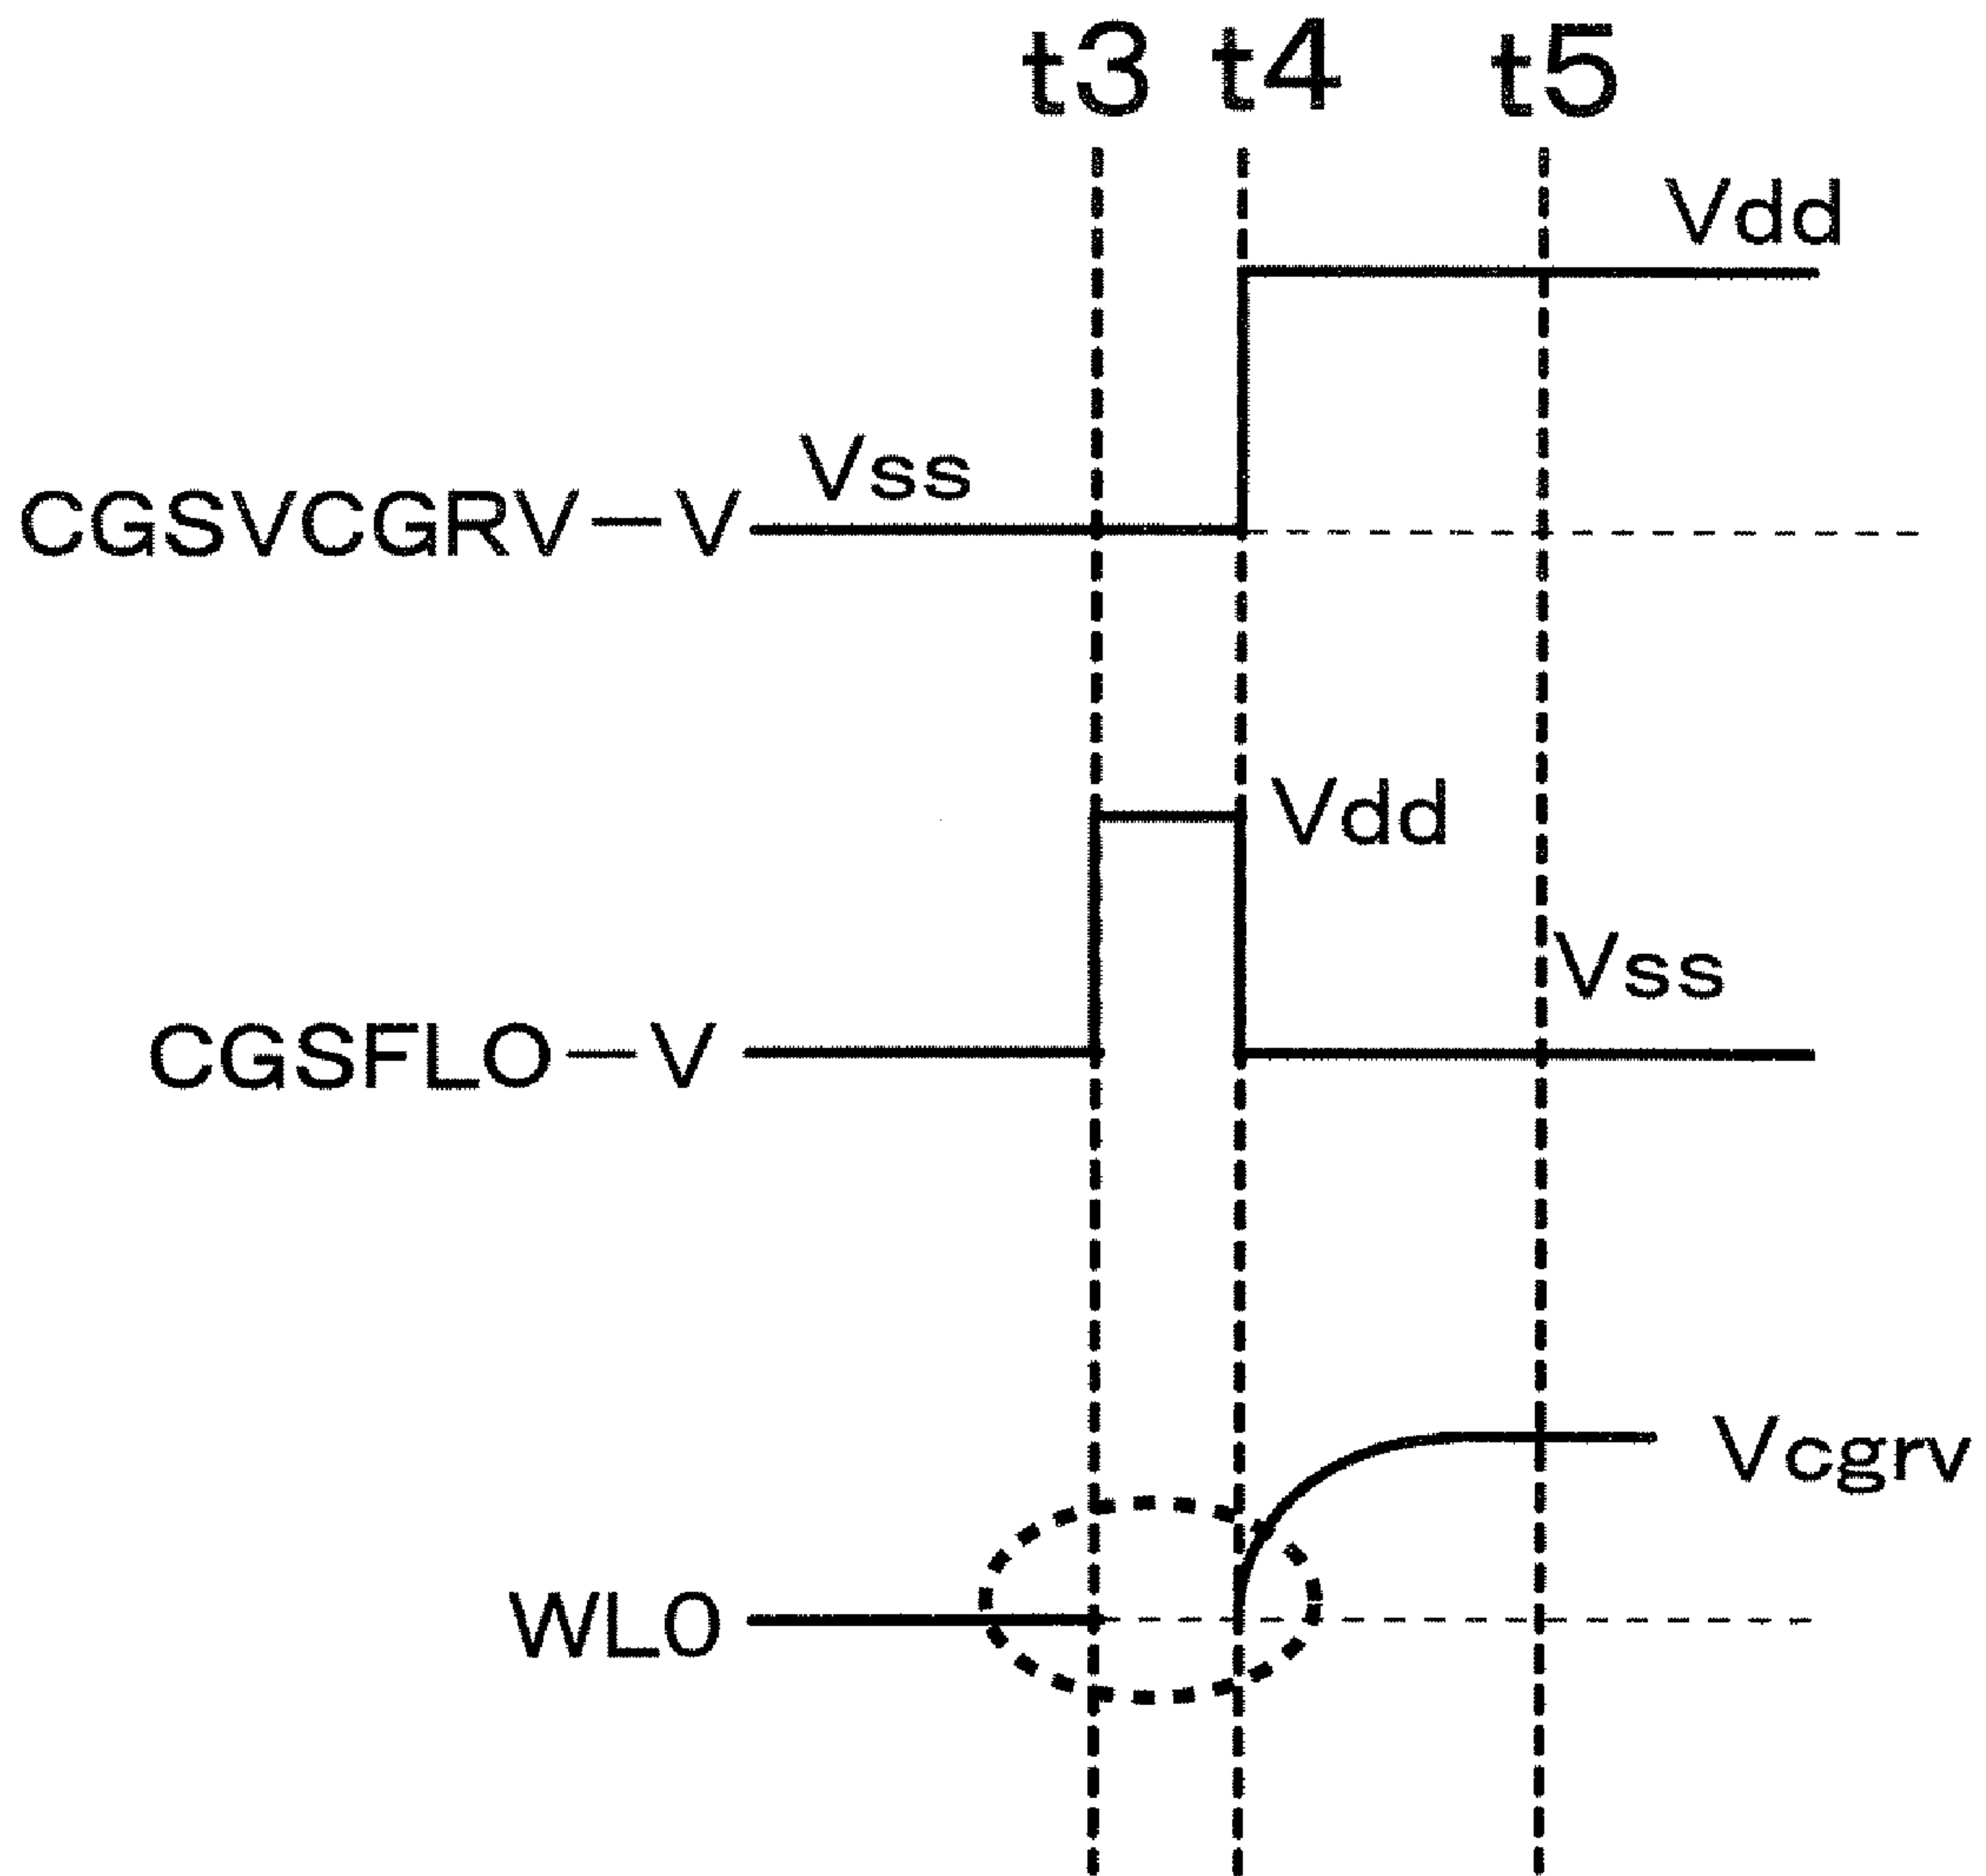 t3 t4 t5
Vdd
Vss
CGSVCGRV−V
Vdd
Vss
CGSFLO−V
Vcgrv
WL0